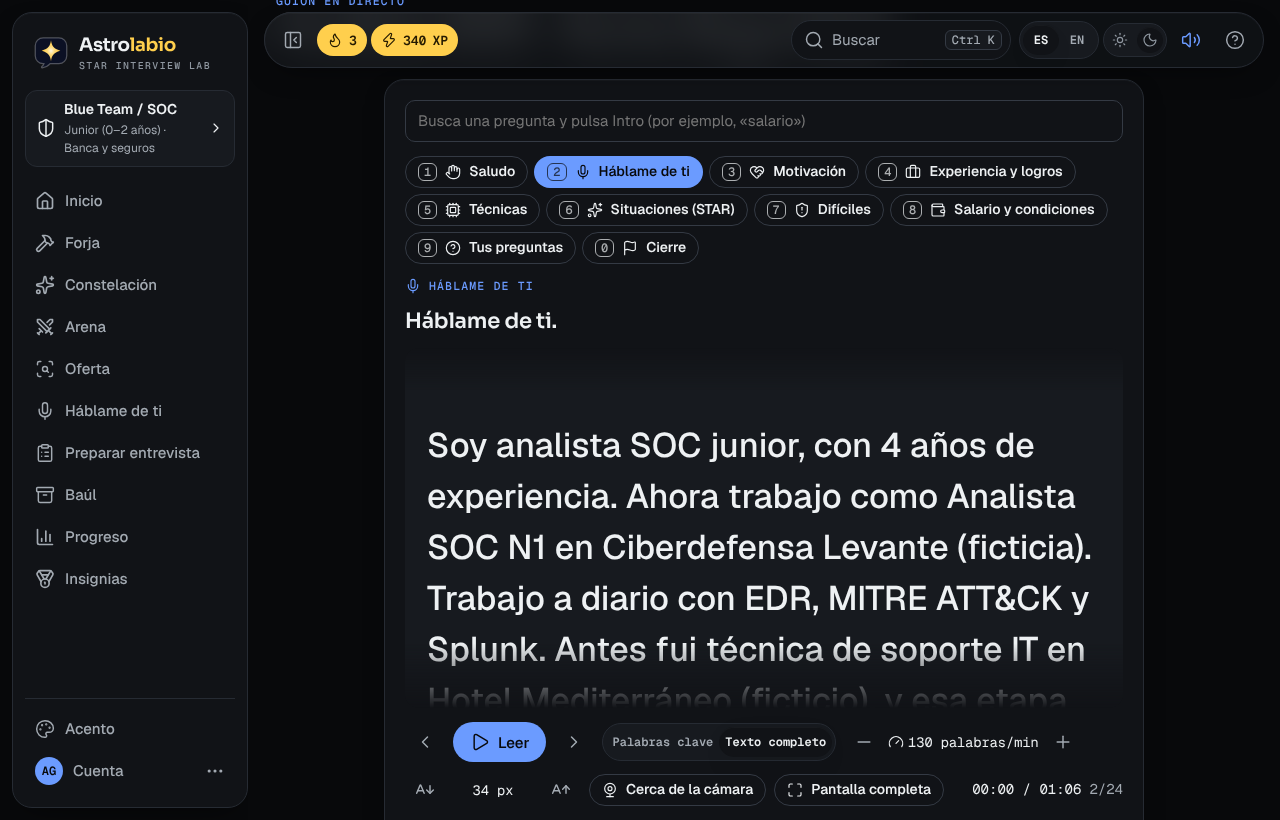 GUION EN DIRECTO
Astrolabio
STAR INTERVIEW LAB
3
340 XP
Buscar
Ctrl K
ES
EN
Blue Team / SOC
Junior (0–2 años) ·
Banca y seguros
Inicio
Forja
Constelación
Arena
Oferta
Háblame de ti
Preparar entrevista
Baúl
Progreso
Insignias
Acento
AG Cuenta
Busca una pregunta y pulsa Intro (por ejemplo, «salario»)
1 Saludo
2 Háblame de ti
3 Motivación
4 Experiencia y logros
5 Técnicas
6 Situaciones (STAR)
7 Difíciles
8 Salario y condiciones
9 Tus preguntas
0 Cierre
HÁBLAME DE TI
Háblame de ti.
Soy analista SOC junior, con 4 años de
experiencia. Ahora trabajo como Analista
SOC N1 en Ciberdefensa Levante (ficticia).
Trabajo a diario con EDR, MITRE ATT&CK y
Splunk. Antes fui técnica de soporte IT en
Hotel Mediterráneo (ficticio), y esa etapa
Leer
Palabras clave
Texto completo
130 palabras/min
A↓
34 px
A↑
Cerca de la cámara
Pantalla completa
00:00 / 01:06 2/24